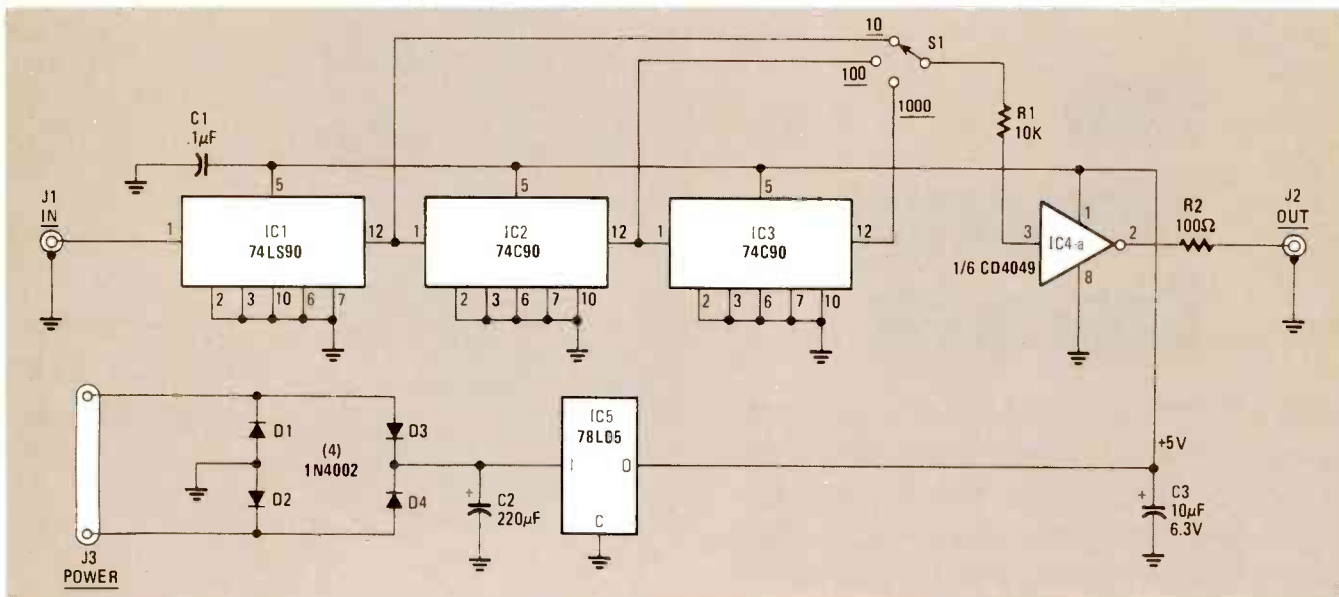 10
S1
100
1000
C1
.1µF
R1
10K
5
5
5
J1
IN
1
IC1
74LS90
12
1
IC2
74C90
12
1
IC3
74C90
12
2 3 10 6 7
2 3 6 7 10
2 3 6 7 10
1
3
IC4-a
2
1/6 CD4049
8
R2
100Ω
J2
OUT
D1
D3
(4)
1N4002
D2
D4
J3
POWER
C2
220µF
+
IC5
78L05
I
O
C
+5V
+
C3
10µF
6.3V